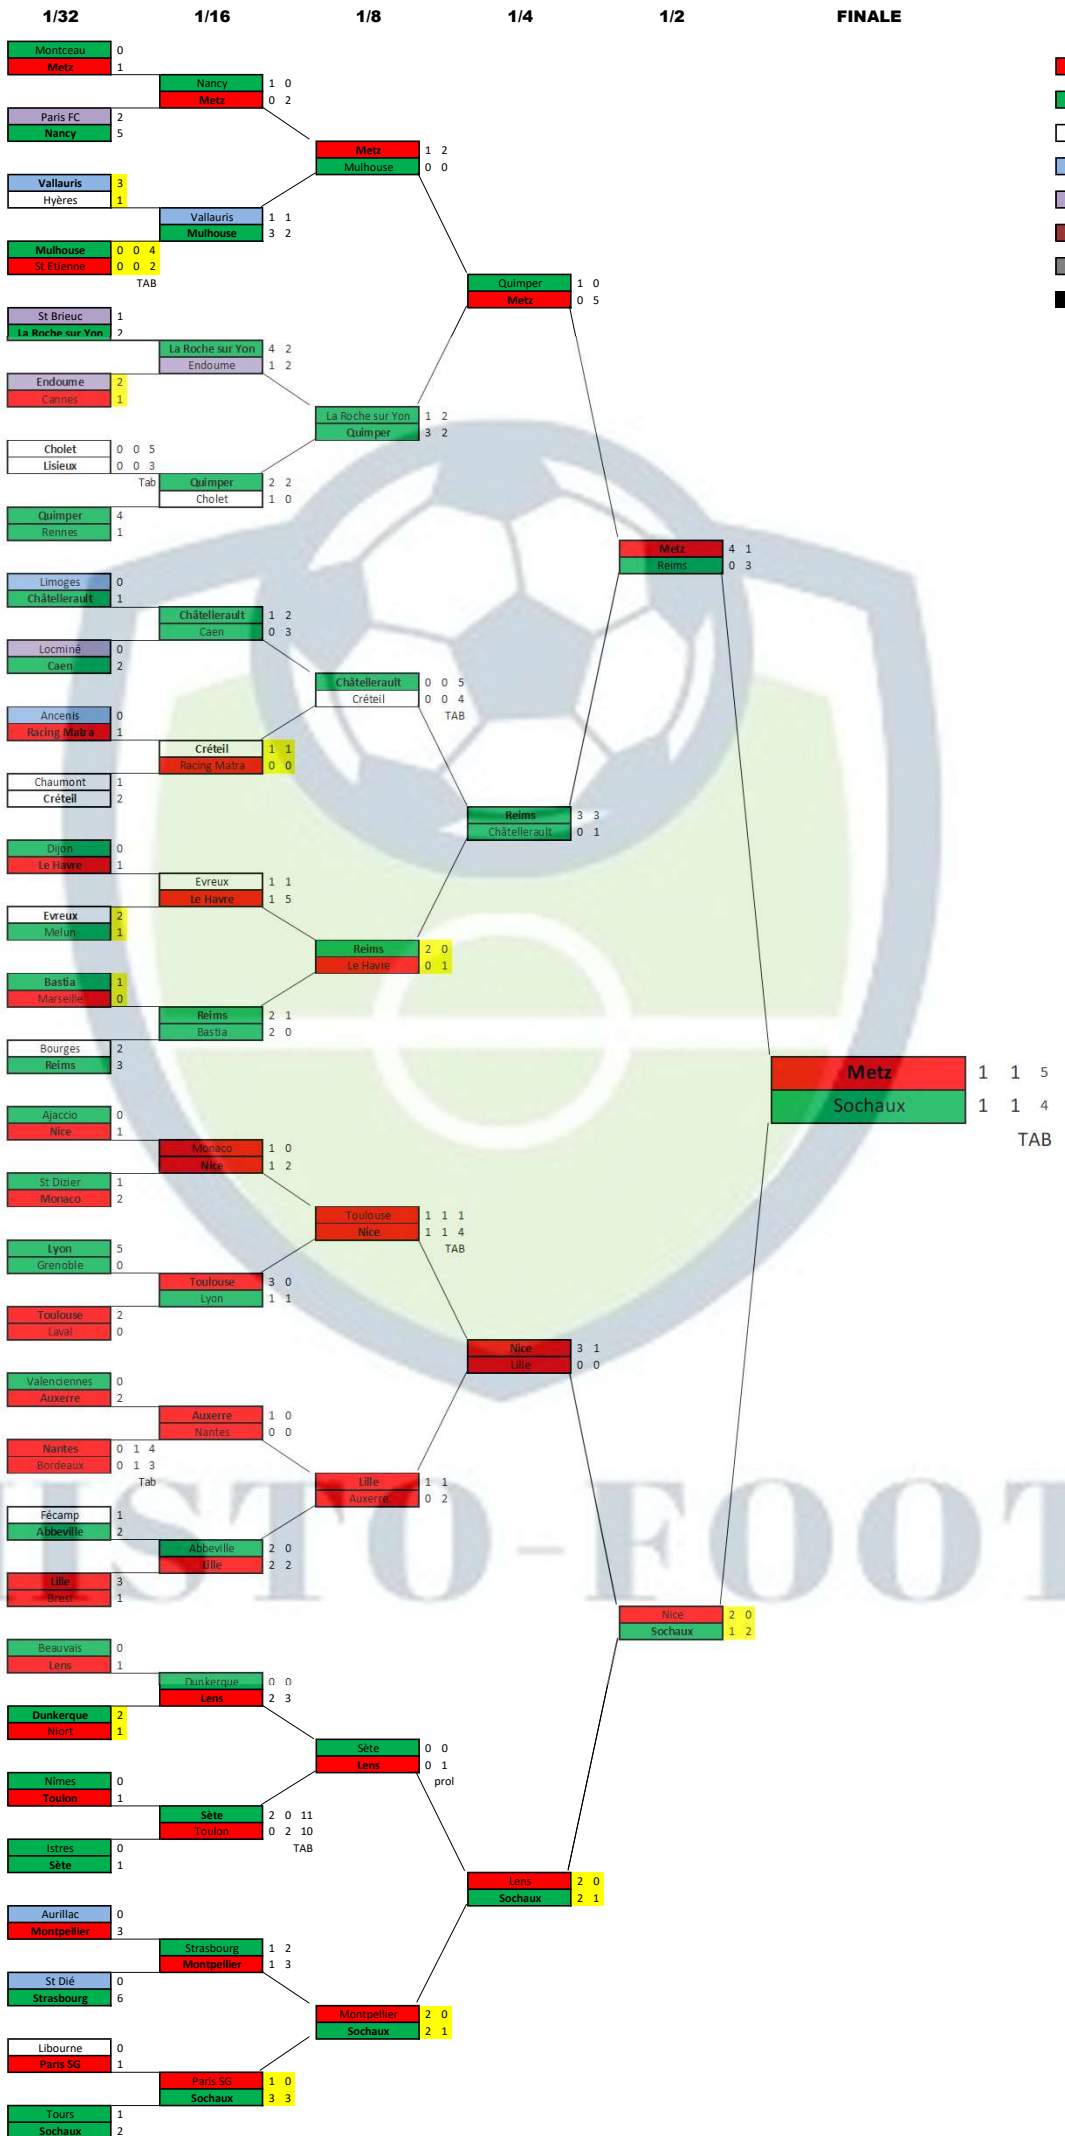 1/32 1/16 1/8 1/4 1/2 FINALE
Montceau 0
Metz 1
Nancy 1 0
Metz 0 2
Paris FC 2
Nancy 5
Metz 1 2
Mulhouse 0 0
Vallauris 3
Hyères 1
Vallauris 1 1
Mulhouse 3 2
Mulhouse 0 0 4
St Etienne 0 0 2
TAB
Quimper 1 0
Metz 0 5
St Brieuc 1
La Roche sur Yon 2
La Roche sur Yon 4 2
Endoume 1 2
Endoume 2
Cannes 1
La Roche sur Yon 1 2
Quimper 3 2
Cholet 0 0 5
Lisieux 0 0 3
Tab
Quimper 2 2
Cholet 1 0
Quimper 4
Rennes 1
Metz 4 1
Reims 0 3
Limoges 0
Châtellerault 1
Châtellerault 1 2
Caen 0 3
Locminé 0
Caen 2
Châtellerault 0 0 5
Créteil 0 0 4
TAB
Ancenis 0
Racing Matra 1
Créteil 1 1
Racing Matra 0 0
Chaumont 1
Créteil 2
Reims 3 3
Châtellerault 0 1
Dijon 0
Le Havre 1
Evreux 1 1
Le Havre 1 5
Evreux 2
Melun 1
Reims 2 0
Le Havre 0 1
Bastia 1
Marseille 0
Reims 2 1
Bastia 2 0
Bourges 2
Reims 3
Metz 1 1 5
Sochaux 1 1 4
TAB
Ajaccio 0
Nice 1
Monaco 1 0
Nice 1 2
St Dizier 1
Monaco 2
Toulouse 1 1 1
Nice 1 1 4
TAB
Lyon 5
Grenoble 0
Toulouse 3 0
Lyon 1 1
Toulouse 2
Laval 0
Nice 3 1
Lille 0 0
Valenciennes 0
Auxerre 2
Auxerre 1 0
Nantes 0 0
Nantes 0 1 4
Bordeaux 0 1 3
Tab
Lille 1 1
Auxerre 0 2
Fécamp 1
Abbeville 2
Abbeville 2 0
Lille 2 2
Lille 3
Brest 1
HISTO-FOOT
Nice 2 0
Sochaux 1 2
Beauvais 0
Lens 1
Dunkerque 0 0
Lens 2 3
Dunkerque 2
Niort 1
Sète 0 0
Lens 0 1
prol
Nîmes 0
Toulon 1
Sète 2 0 11
Toulon 0 2 10
TAB
Istres 0
Sète 1
Lens 2 0
Sochaux 2 1
Aurillac 0
Montpellier 3
Strasbourg 1 2
Montpellier 1 3
St Dié 0
Strasbourg 6
Montpellier 2 0
Sochaux 2 1
Libourne 0
Paris SG 1
Paris SG 1 0
Sochaux 3 3
Tours 1
Sochaux 2